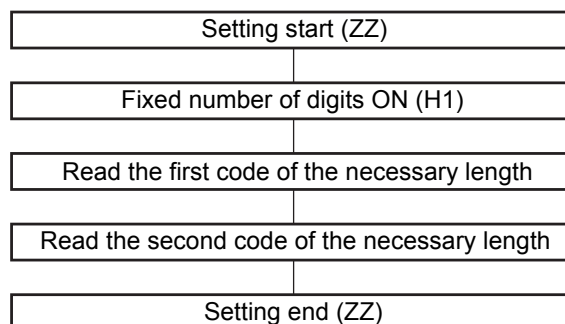 Setting start (ZZ)
Fixed number of digits ON (H1)
Read the first code of the necessary length
Read the second code of the necessary length
Setting end (ZZ)